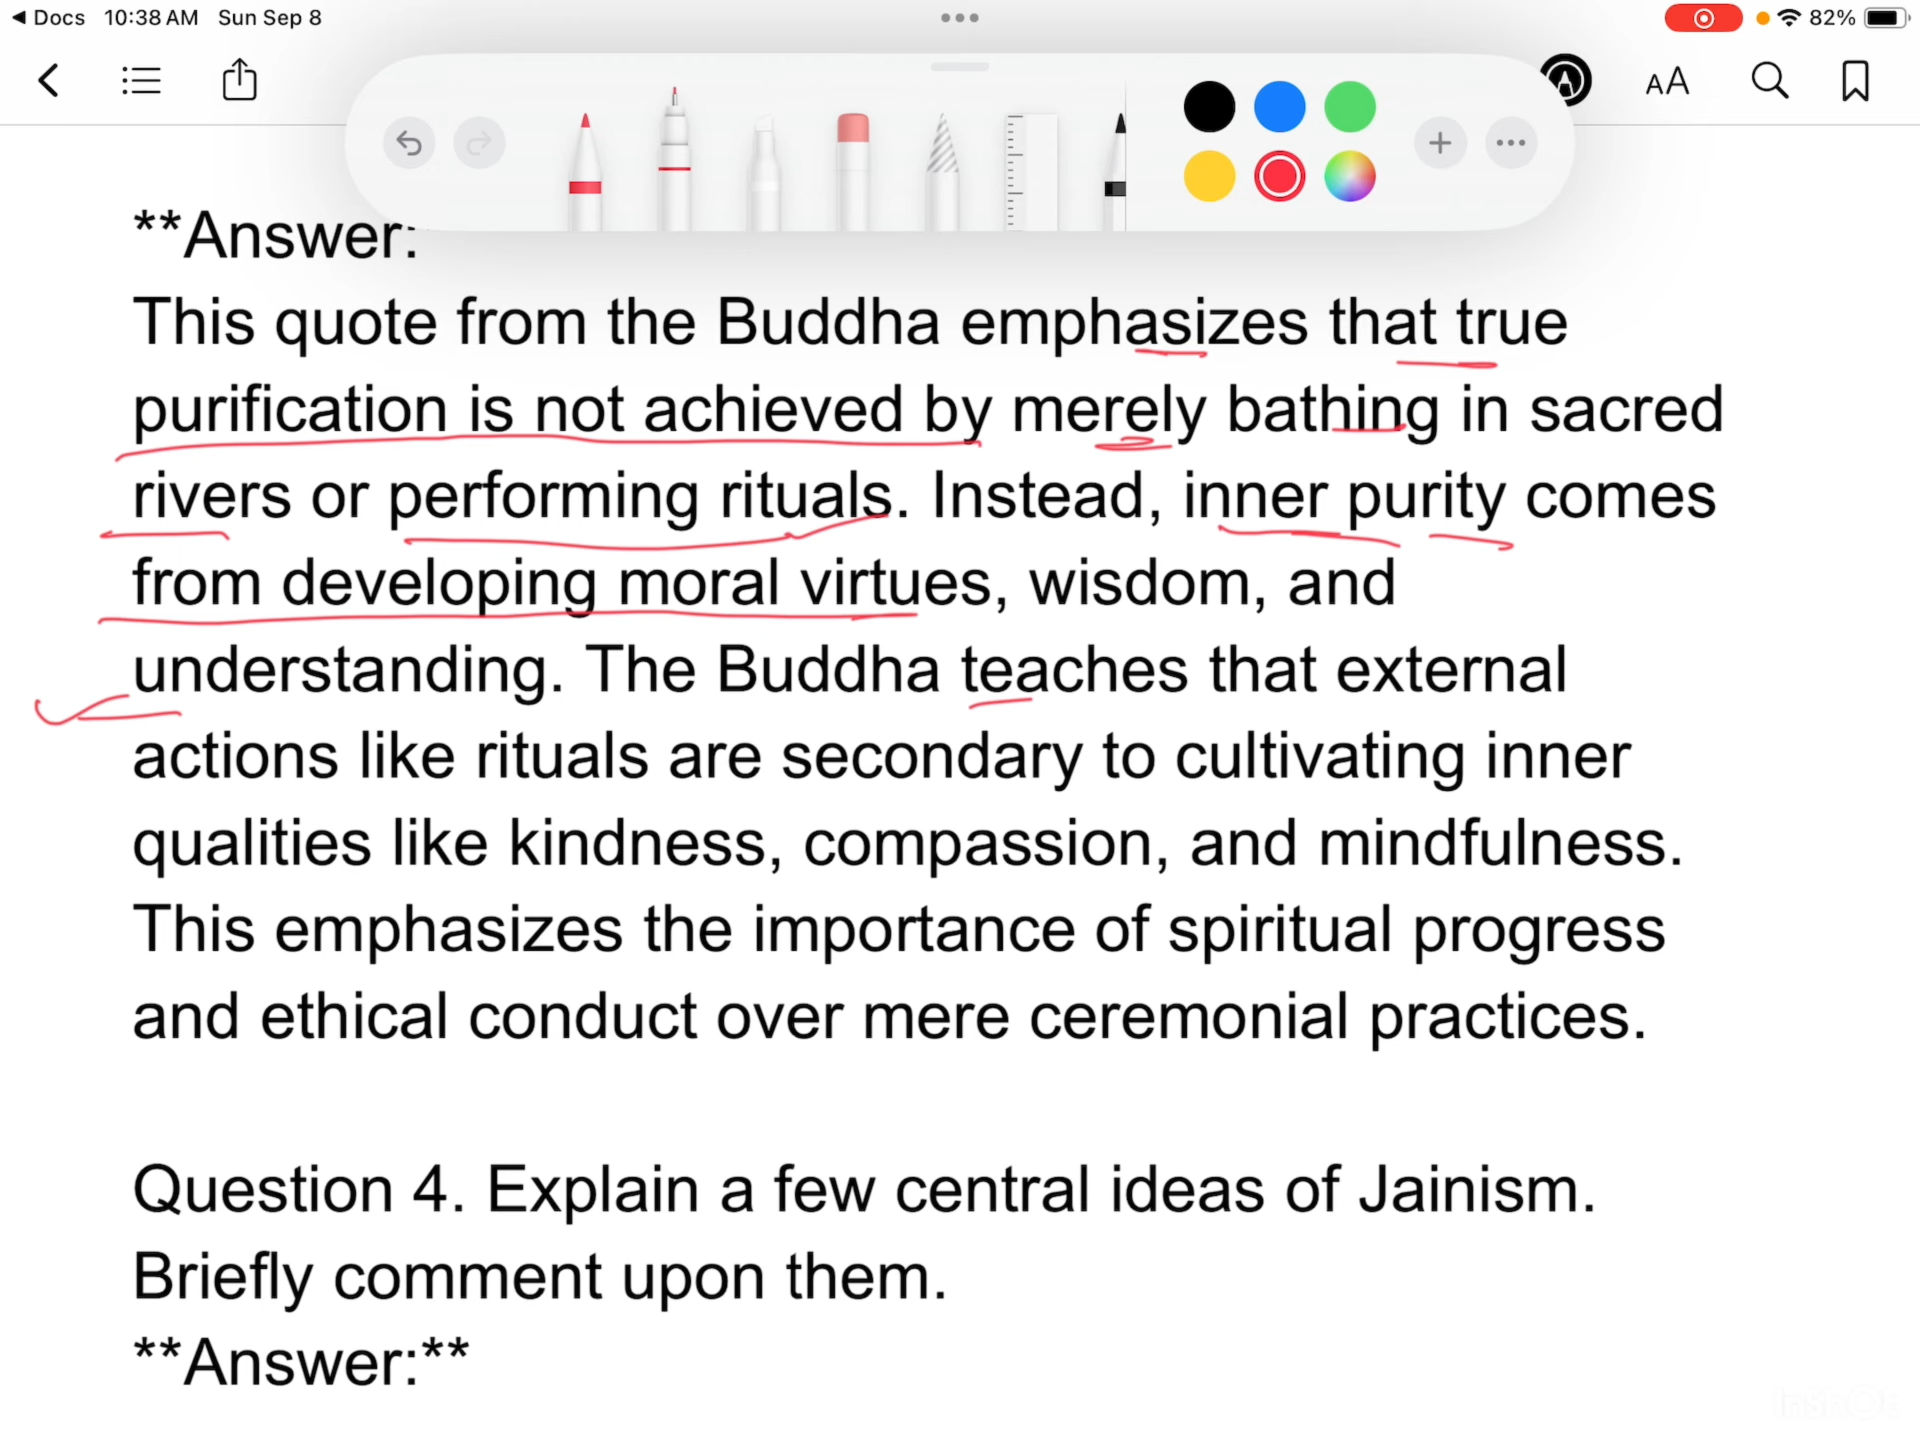 Docs 10:38 AM Sun Sep 8
82%
AA
**Answer:
This quote from the Buddha emphasizes that true
purification is not achieved by merely bathing in sacred
rivers or performing rituals. Instead, inner purity comes
from developing moral virtues, wisdom, and
understanding. The Buddha teaches that external
actions like rituals are secondary to cultivating inner
qualities like kindness, compassion, and mindfulness.
This emphasizes the importance of spiritual progress
and ethical conduct over mere ceremonial practices.
Question 4. Explain a few central ideas of Jainism.
Briefly comment upon them.
**Answer:**